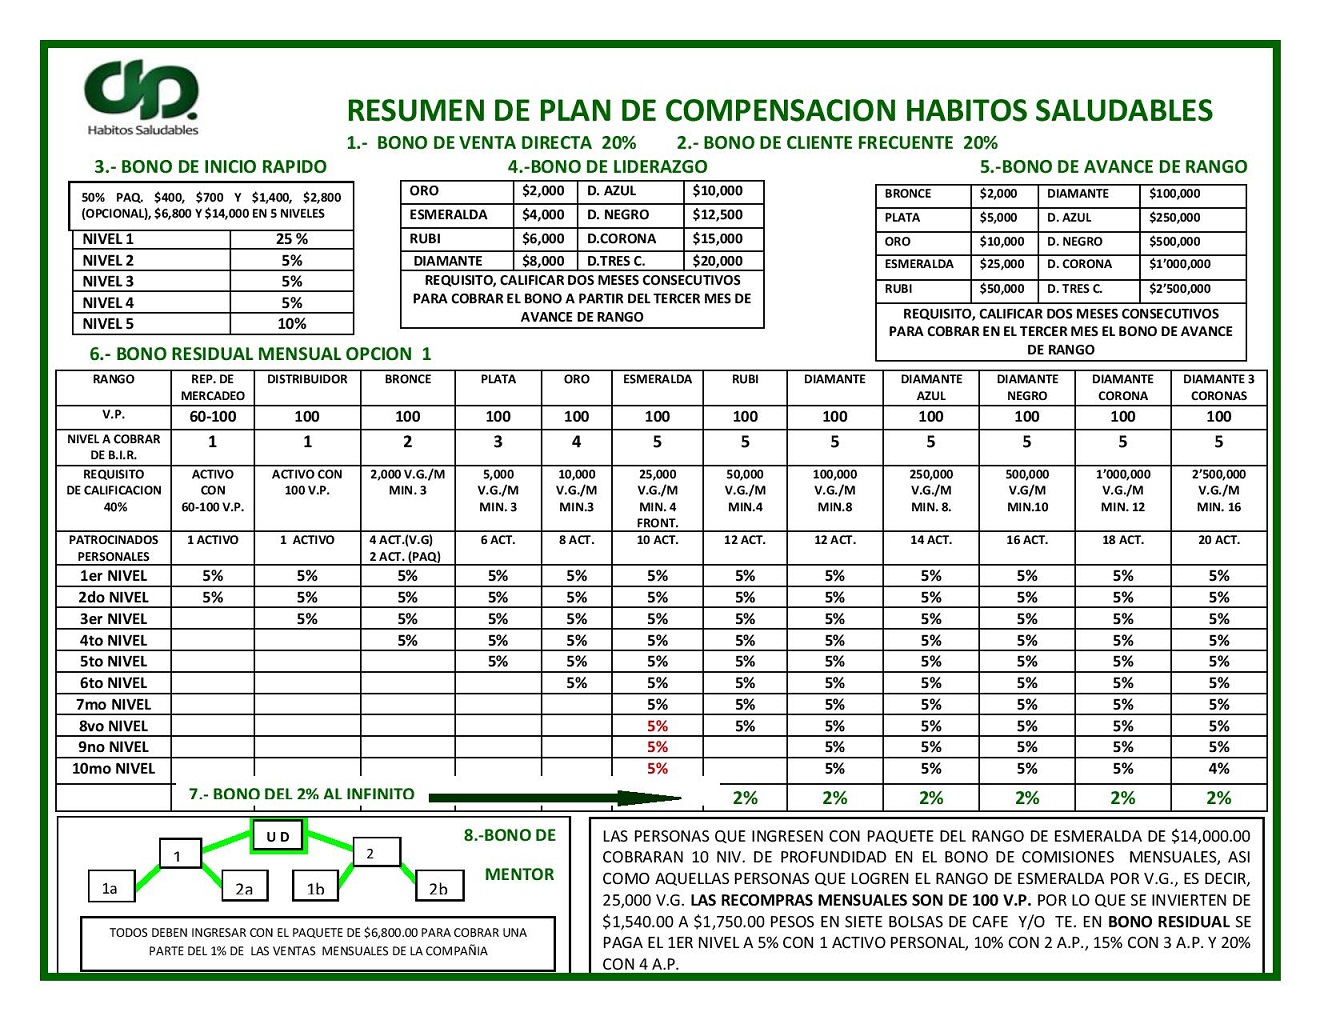 dp.
Habitos Saludables
RESUMEN DE PLAN DE COMPENSACION HABITOS SALUDABLES
1.- BONO DE VENTA DIRECTA 20% 2.- BONO DE CLIENTE FRECUENTE 20%
3.- BONO DE INICIO RAPIDO
50% PAQ. $400, $700 Y $1,400, $2,800
(OPCIONAL), $6,800 Y $14,000 EN 5 NIVELES
NIVEL 1 25 %
NIVEL 2 5%
NIVEL 3 5%
NIVEL 4 5%
NIVEL 5 10%
4.-BONO DE LIDERAZGO
ORO $2,000 D. AZUL $10,000
ESMERALDA $4,000 D. NEGRO $12,500
RUBI $6,000 D.CORONA $15,000
DIAMANTE $8,000 D.TRES C. $20,000
REQUISITO, CALIFICAR DOS MESES CONSECUTIVOS
PARA COBRAR EL BONO A PARTIR DEL TERCER MES DE
AVANCE DE RANGO
5.-BONO DE AVANCE DE RANGO
BRONCE $2,000 DIAMANTE $100,000
PLATA $5,000 D. AZUL $250,000
ORO $10,000 D. NEGRO $500,000
ESMERALDA $25,000 D. CORONA $1'000,000
RUBI $50,000 D. TRES C. $2'500,000
REQUISITO, CALIFICAR DOS MESES CONSECUTIVOS
PARA COBRAR EN EL TERCER MES EL BONO DE AVANCE
DE RANGO
6.- BONO RESIDUAL MENSUAL OPCION 1
RANGO REP. DE DISTRIBUIDOR BRONCE PLATA ORO ESMERALDA RUBI DIAMANTE DIAMANTE DIAMANTE DIAMANTE DIAMANTE 3
MERCADEO AZUL NEGRO CORONA CORONAS
V.P. 60-100 100 100 100 100 100 100 100 100 100 100 100
NIVEL A COBRAR 1 1 2 3 4 5 5 5 5 5 5 5
DE B.I.R.
REQUISITO ACTIVO ACTIVO CON 2,000 V.G./M 5,000 10,000 25,000 50,000 100,000 250,000 500,000 1'000,000 2'500,000
DE CALIFICACION CON 100 V.P. MIN. 3 V.G./M V.G./M V.G./M V.G./M V.G./M V.G./M V.G/M V.G./M V.G./M
40% 60-100 V.P. MIN. 3 MIN.3 MIN. 4 MIN.4 MIN.8 MIN. 8. MIN.10 MIN. 12 MIN. 16
FRONT.
PATROCINADOS 1 ACTIVO 1 ACTIVO 4 ACT.(V.G) 6 ACT. 8 ACT. 10 ACT. 12 ACT. 12 ACT. 14 ACT. 16 ACT. 18 ACT. 20 ACT.
PERSONALES 2 ACT. (PAQ)
1er NIVEL 5% 5% 5% 5% 5% 5% 5% 5% 5% 5% 5% 5%
2do NIVEL 5% 5% 5% 5% 5% 5% 5% 5% 5% 5% 5% 5%
3er NIVEL 5% 5% 5% 5% 5% 5% 5% 5% 5% 5% 5%
4to NIVEL 5% 5% 5% 5% 5% 5% 5% 5% 5% 5%
5to NIVEL 5% 5% 5% 5% 5% 5% 5% 5% 5%
6to NIVEL 5% 5% 5% 5% 5% 5% 5% 5%
7mo NIVEL 5% 5% 5% 5% 5% 5% 5%
8vo NIVEL 5% 5% 5% 5% 5% 5% 5%
9no NIVEL 5% 5% 5% 5% 5% 5%
10mo NIVEL 5% 5% 5% 5% 5% 4%
7.- BONO DEL 2% AL INFINITO 2% 2% 2% 2% 2% 2%
8.-BONO DE
MENTOR
U D
1 2
1a 2a 1b 2b
TODOS DEBEN INGRESAR CON EL PAQUETE DE $6,800.00 PARA COBRAR UNA
PARTE DEL 1% DE LAS VENTAS MENSUALES DE LA COMPAÑIA
LAS PERSONAS QUE INGRESEN CON PAQUETE DEL RANGO DE ESMERALDA DE $14,000.00
COBRARAN 10 NIV. DE PROFUNDIDAD EN EL BONO DE COMISIONES MENSUALES, ASI
COMO AQUELLAS PERSONAS QUE LOGREN EL RANGO DE ESMERALDA POR V.G., ES DECIR,
25,000 V.G. LAS RECOMPRAS MENSUALES SON DE 100 V.P. POR LO QUE SE INVIERTEN DE
$1,540.00 A $1,750.00 PESOS EN SIETE BOLSAS DE CAFE Y/O TE. EN BONO RESIDUAL SE
PAGA EL 1ER NIVEL A 5% CON 1 ACTIVO PERSONAL, 10% CON 2 A.P., 15% CON 3 A.P. Y 20%
CON 4 A.P.